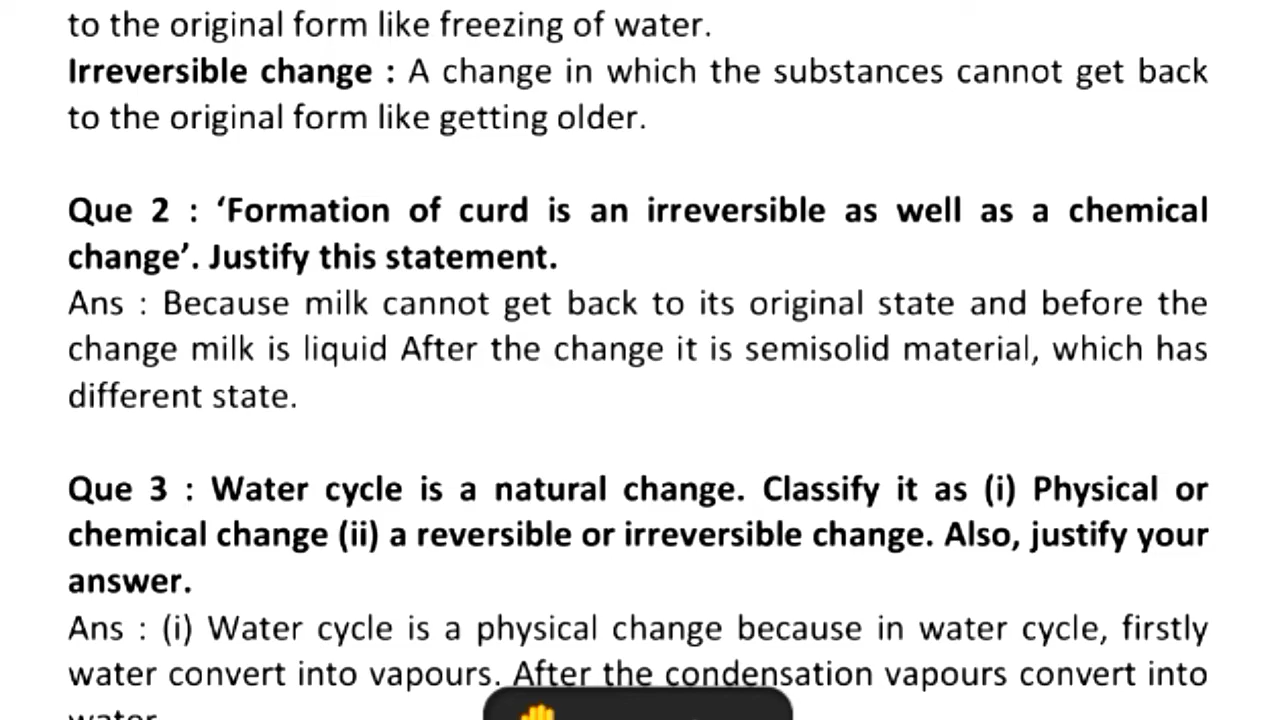 to the original form like freezing of water.
Irreversible change : A change in which the substances cannot get back
to the original form like getting older.
Que 2 : ‘Formation of curd is an irreversible as well as a chemical
change’. Justify this statement.
Ans : Because milk cannot get back to its original state and before the
change milk is liquid After the change it is semisolid material, which has
different state.
Que 3 : Water cycle is a natural change. Classify it as (i) Physical or
chemical change (ii) a reversible or irreversible change. Also, justify your
answer.
Ans : (i) Water cycle is a physical change because in water cycle, firstly
water convert into vapours. After the condensation vapours convert into